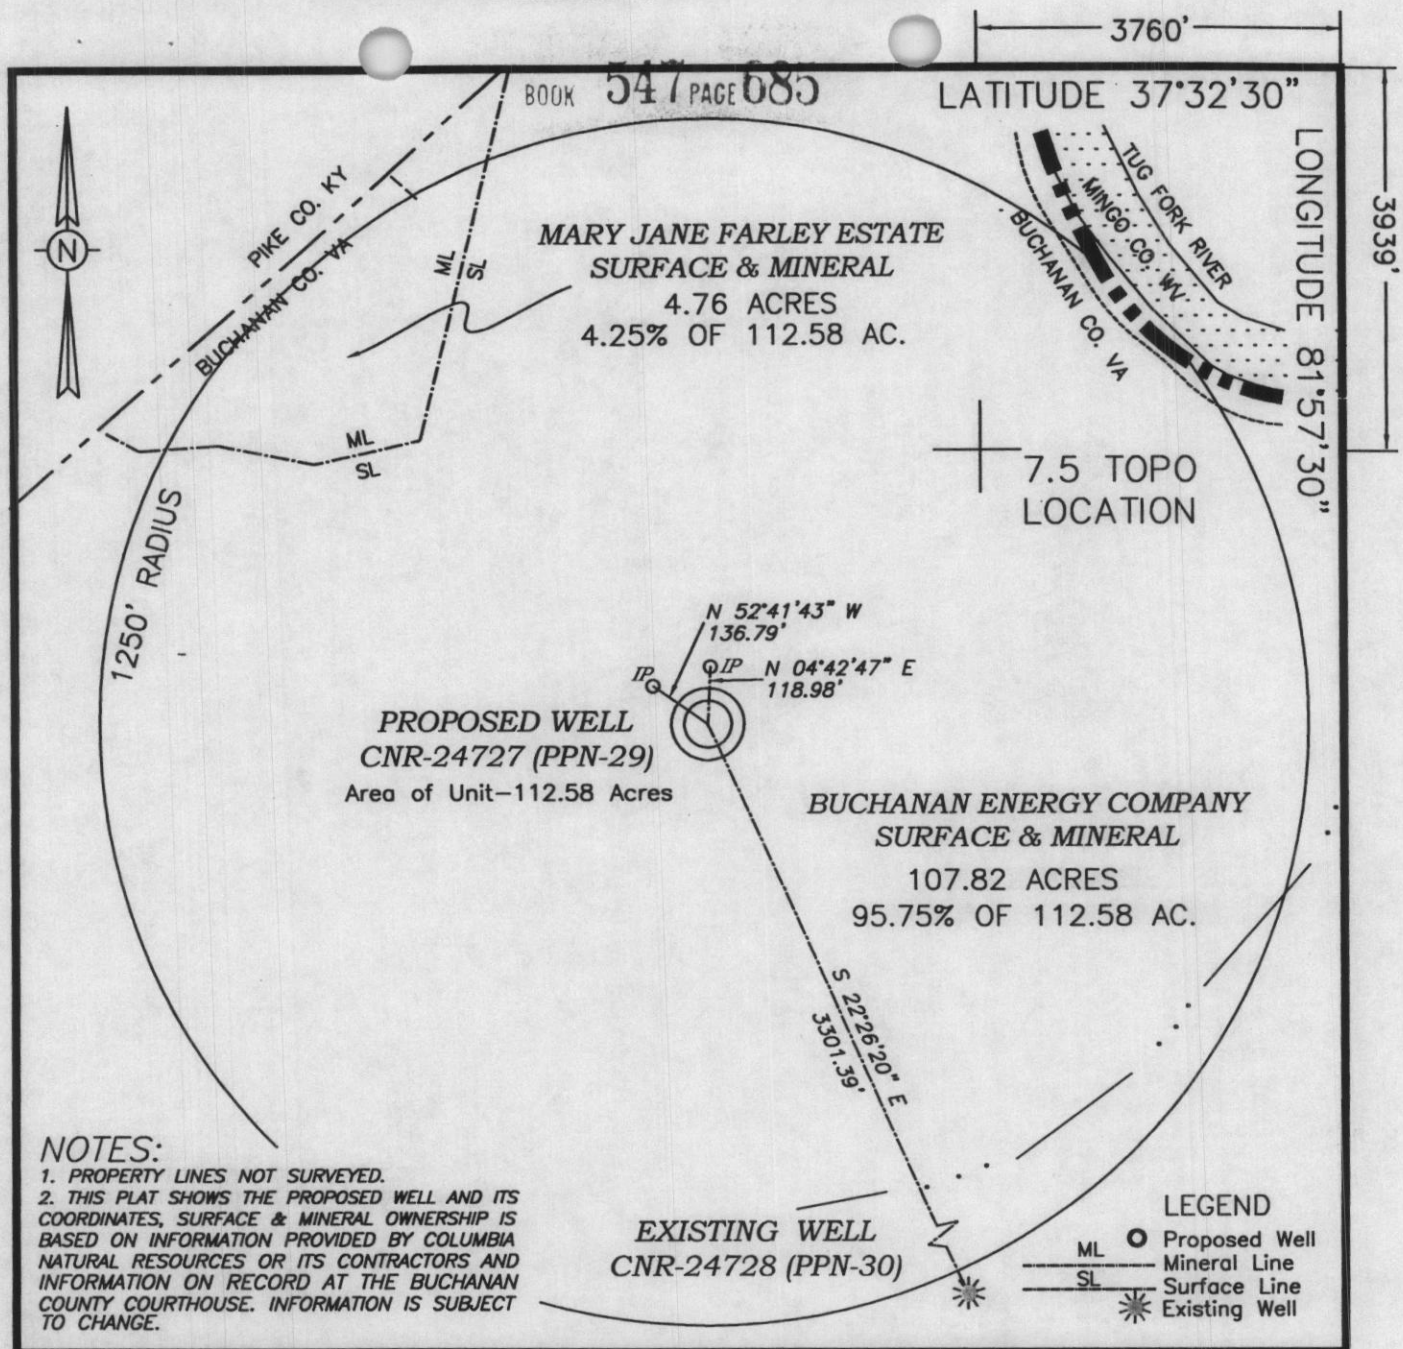 3760'
BOOK 547 PAGE 685
LATITUDE 37°32'30"
LONGITUDE 81°57'30"
3939'
TUG FORK RIVER
MINGO CO. WV
BUCHANAN CO. VA
PIKE CO. KY
BUCHANAN CO. VA
N
ML
SL
MARY JANE FARLEY ESTATE
SURFACE & MINERAL
4.76 ACRES
4.25% OF 112.58 AC.
ML
SL
7.5 TOPO
LOCATION
1250' RADIUS
N 52°41'43" W
136.79'
IP
IP
N 04°42'47" E
118.98'
PROPOSED WELL
CNR-24727 (PPN-29)
Area of Unit-112.58 Acres
BUCHANAN ENERGY COMPANY
SURFACE & MINERAL
107.82 ACRES
95.75% OF 112.58 AC.
S 22°26'20" E
3301.39'
NOTES:
1. PROPERTY LINES NOT SURVEYED.
2. THIS PLAT SHOWS THE PROPOSED WELL AND ITS
COORDINATES, SURFACE & MINERAL OWNERSHIP IS
BASED ON INFORMATION PROVIDED BY COLUMBIA
NATURAL RESOURCES OR ITS CONTRACTORS AND
INFORMATION ON RECORD AT THE BUCHANAN
COUNTY COURTHOUSE. INFORMATION IS SUBJECT
TO CHANGE.
EXISTING WELL
CNR-24728 (PPN-30)
LEGEND
Proposed Well
ML Mineral Line
SL Surface Line
Existing Well